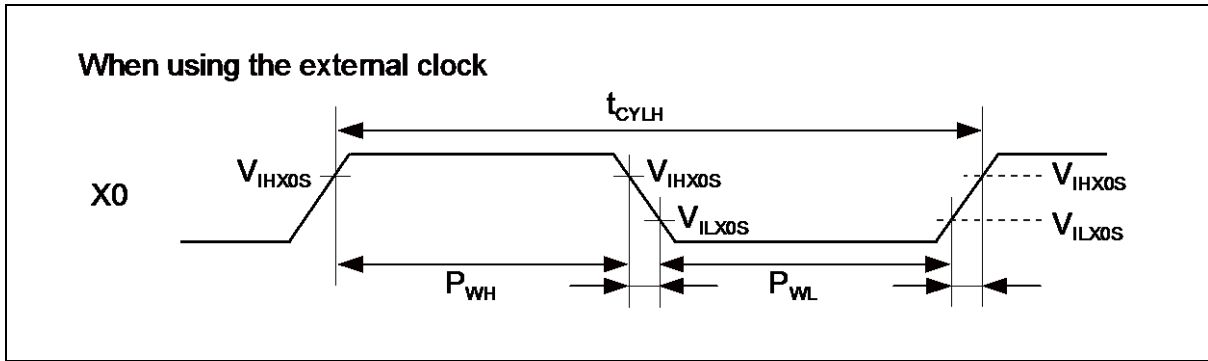 When using the external clock
tCYLH
VIHX0S VIHX0S VIHX0S
X0
VILX0S VILX0S
PWH PWL